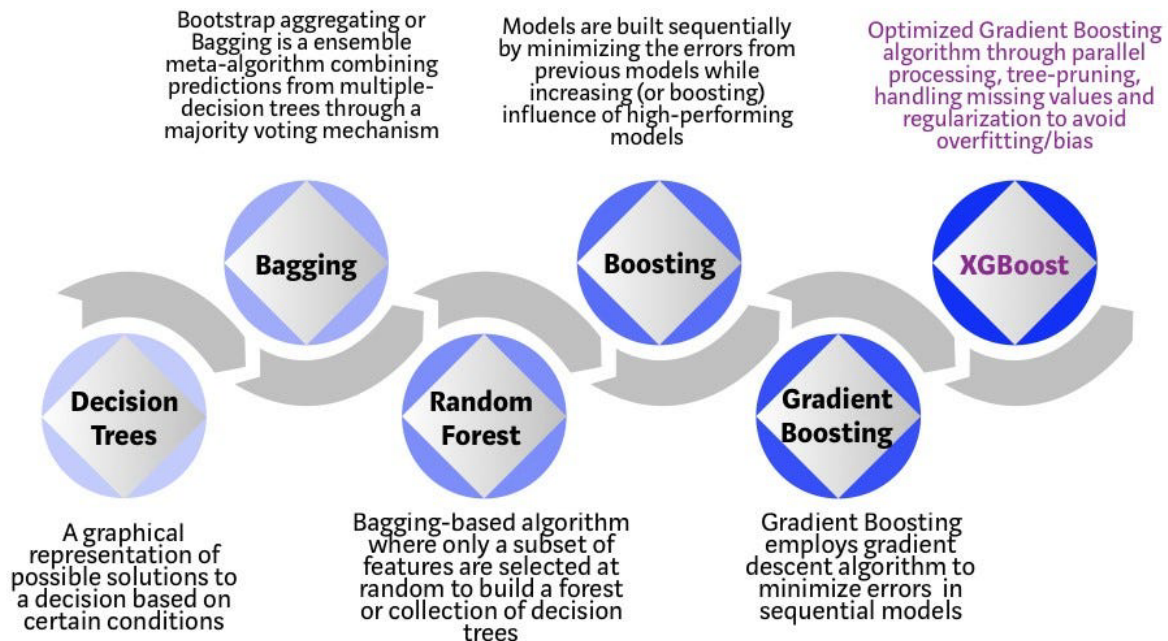 Bootstrap aggregating or
Bagging is a ensemble
meta-algorithm combining
predictions from multiple-
decision trees through a
majority voting mechanism
Models are built sequentially
by minimizing the errors from
previous models while
increasing (or boosting)
influence of high-performing
models
Optimized Gradient Boosting
algorithm through parallel
processing, tree-pruning,
handling missing values and
regularization to avoid
overfitting/bias
Bagging
Boosting
XGBoost
Decision
Trees
Random
Forest
Gradient
Boosting
A graphical
representation of
possible solutions to
a decision based on
certain conditions
Bagging-based algorithm
where only a subset of
features are selected at
random to build a forest
or collection of decision
trees
Gradient Boosting
employs gradient
descent algorithm to
minimize errors in
sequential models